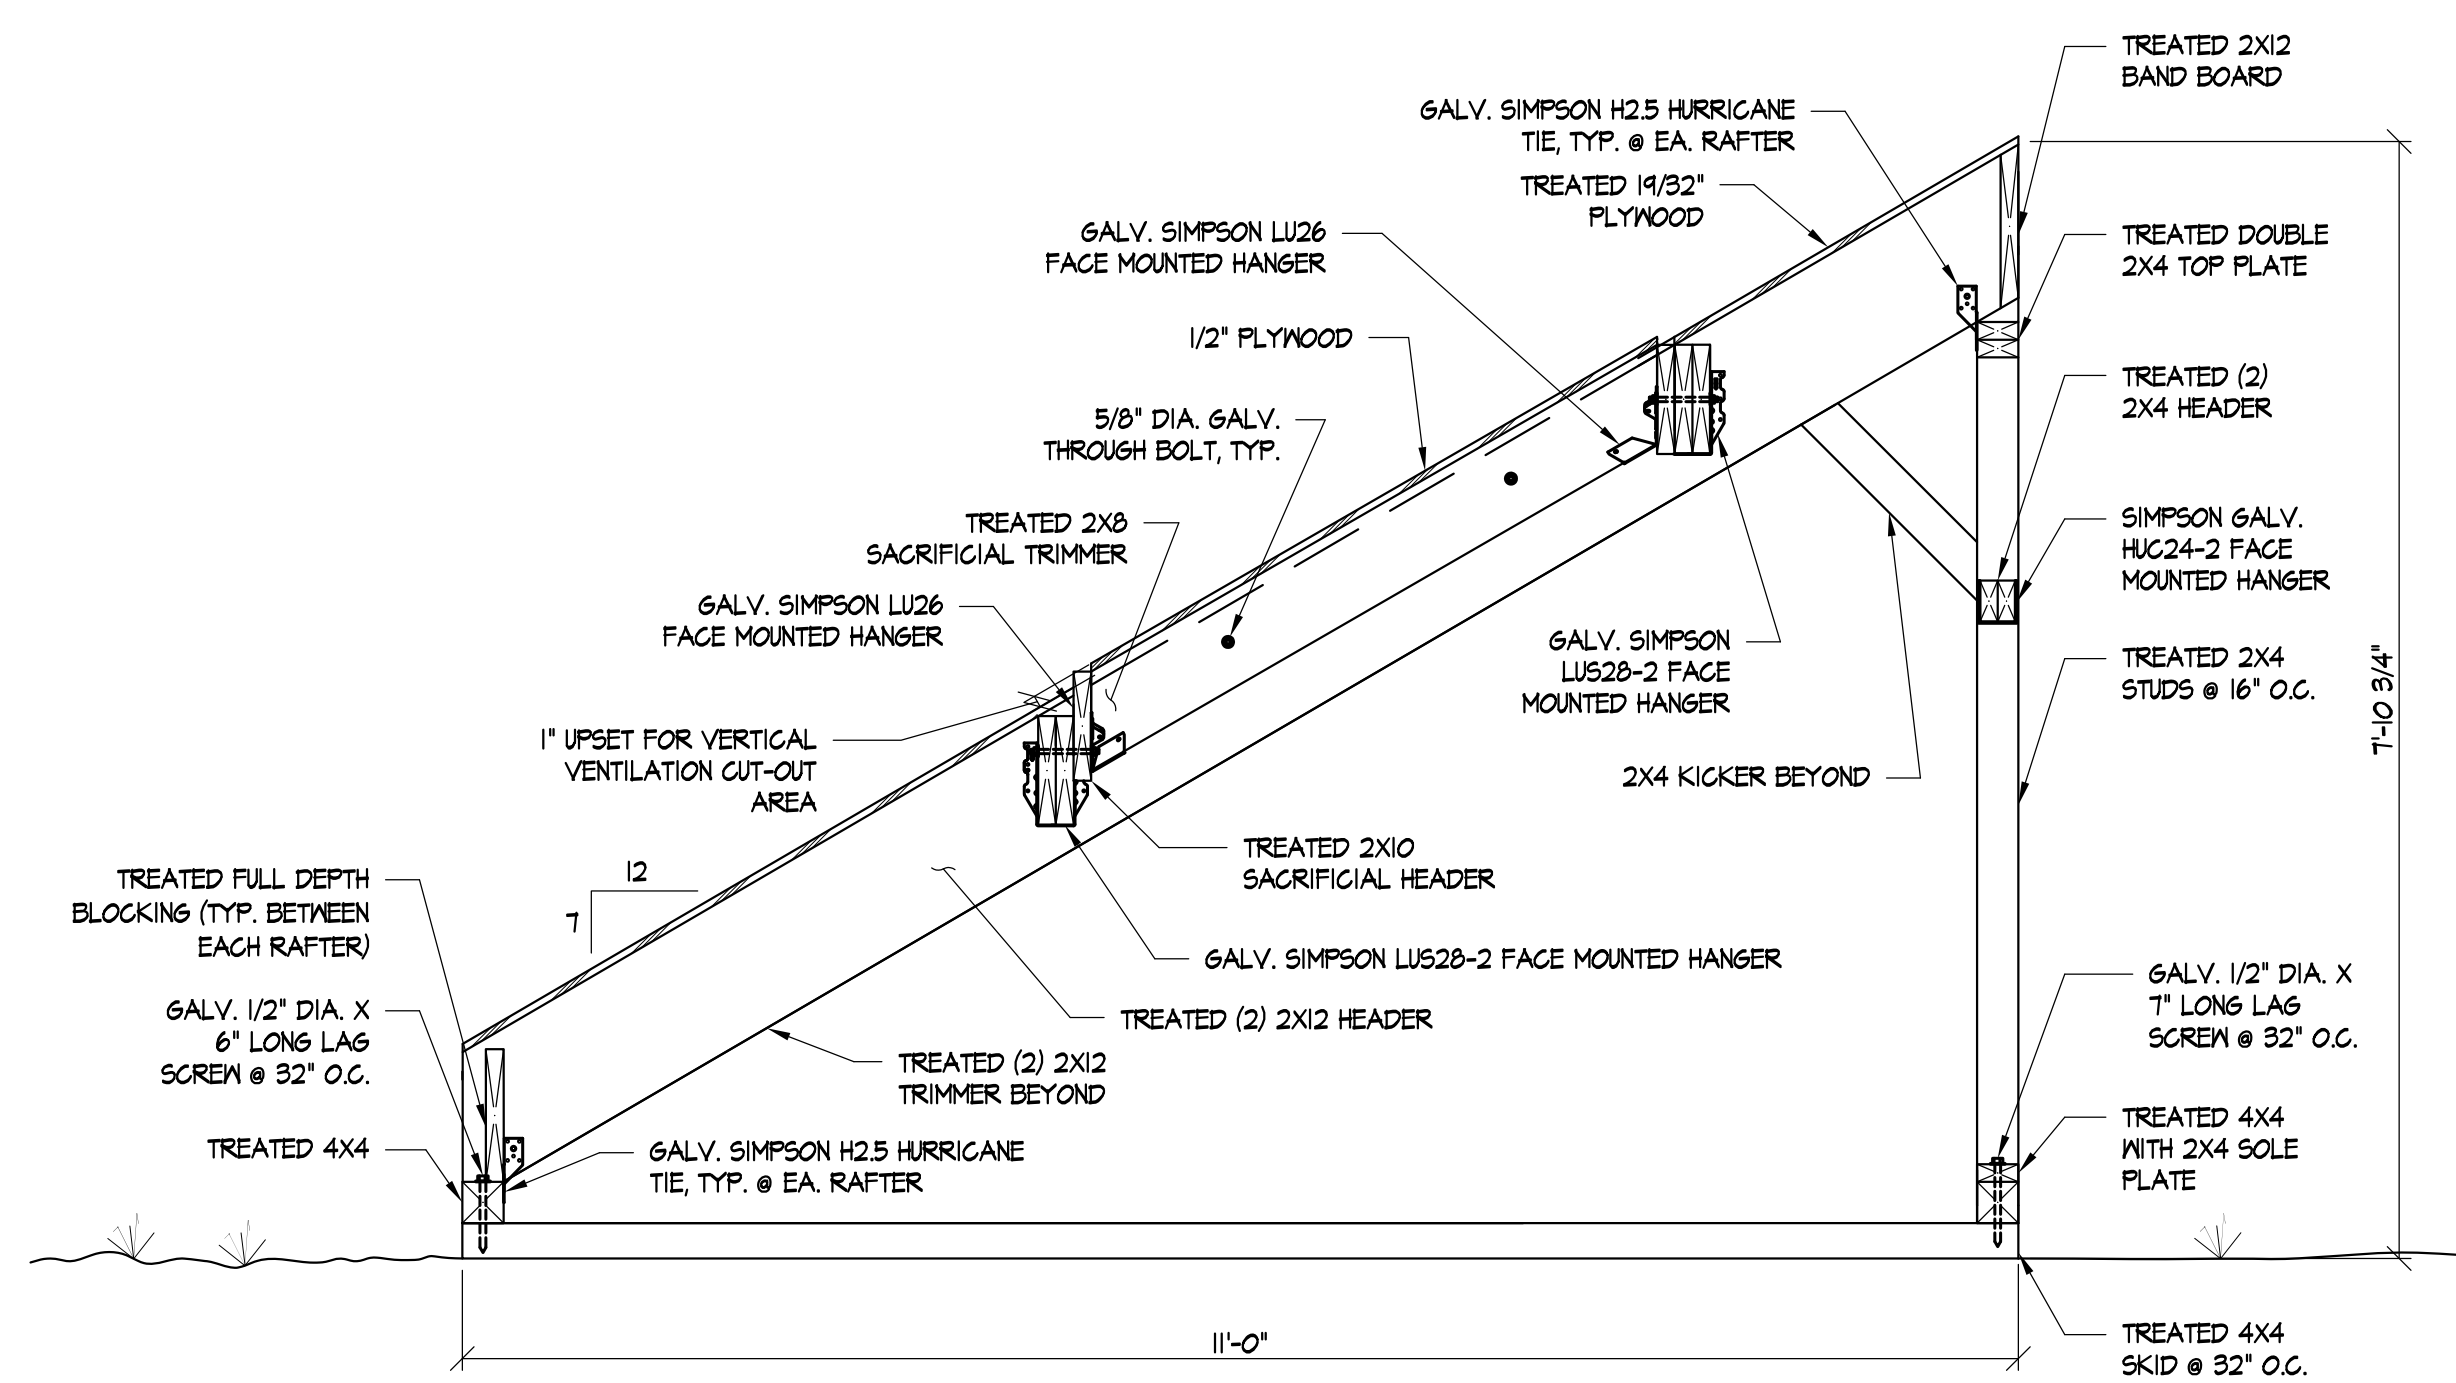 TREATED 2X12
BAND BOARD
GALV. SIMPSON H2.5 HURRICANE
TIE, TYP. @ EA. RAFTER
TREATED 19/32"
PLYWOOD
GALV. SIMPSON LU26
FACE MOUNTED HANGER
TREATED DOUBLE
2X4 TOP PLATE
1/2" PLYWOOD
TREATED (2)
2X4 HEADER
5/8" DIA. GALV.
THROUGH BOLT, TYP.
TREATED 2X8
SACRIFICIAL TRIMMER
SIMPSON GALV.
HUC24-2 FACE
MOUNTED HANGER
GALV. SIMPSON LU26
FACE MOUNTED HANGER
GALV. SIMPSON
LUS28-2 FACE
MOUNTED HANGER
TREATED 2X4
STUDS @ 16" O.C.
7'-10 3/4"
1" UPSET FOR VERTICAL
VENTILATION CUT-OUT
AREA
2X4 KICKER BEYOND
TREATED 2X10
SACRIFICIAL HEADER
12
7
TREATED FULL DEPTH
BLOCKING (TYP. BETWEEN
EACH RAFTER)
GALV. SIMPSON LUS28-2 FACE MOUNTED HANGER
GALV. 1/2" DIA. X
7" LONG LAG
SCREW @ 32" O.C.
GALV. 1/2" DIA. X
6" LONG LAG
SCREW @ 32" O.C.
TREATED (2) 2X12 HEADER
TREATED (2) 2X12
TRIMMER BEYOND
TREATED 4X4
GALV. SIMPSON H2.5 HURRICANE
TIE, TYP. @ EA. RAFTER
TREATED 4X4
WITH 2X4 SOLE
PLATE
11'-0"
TREATED 4X4
SKID @ 32" O.C.